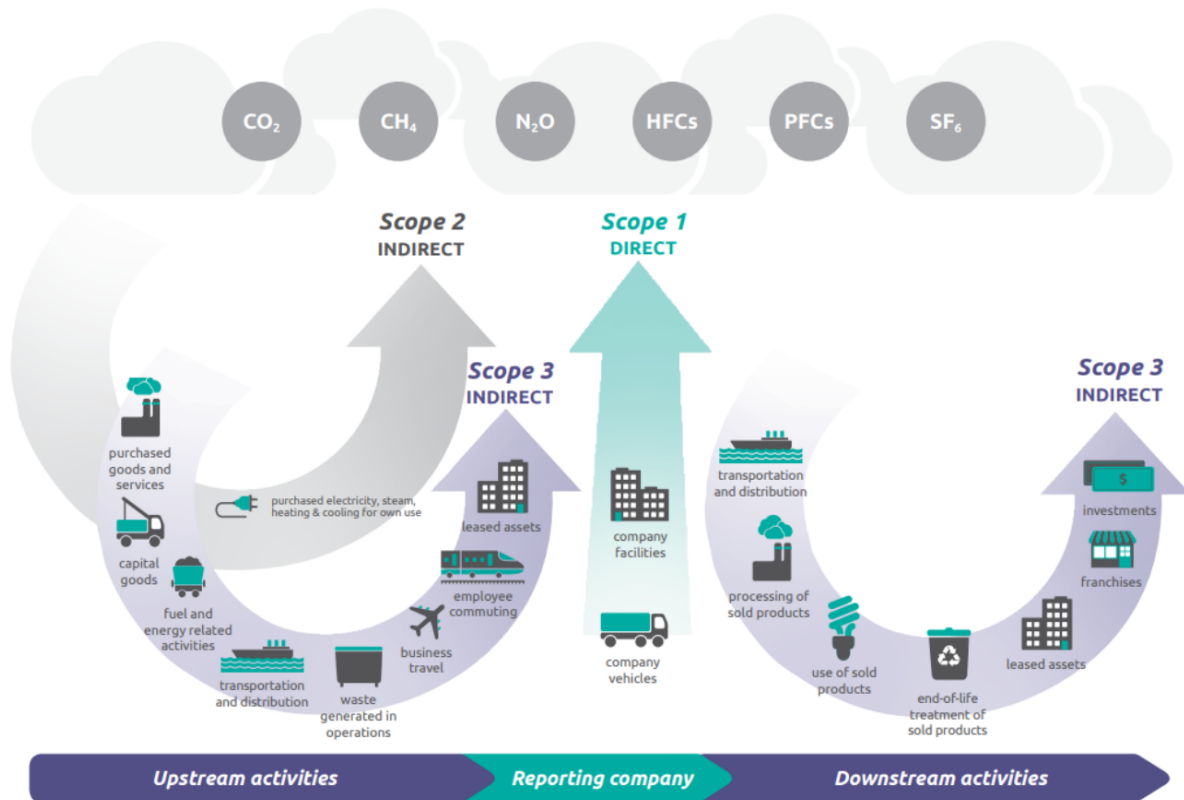 CO₂
CH₄
N₂O
HFCs
PFCs
SF₆
Scope 2
INDIRECT
Scope 1
DIRECT
Scope 3
INDIRECT
Scope 3
INDIRECT
purchased
goods and
services
capital
goods
fuel and
energy related
activities
transportation
and distribution
waste
generated in
operations
business
travel
employee
commuting
leased assets
purchased electricity, steam,
heating & cooling for own use
company
facilities
company
vehicles
transportation
and distribution
processing of
sold products
use of sold
products
end-of-life
treatment of
sold products
leased assets
franchises
$
investments
Upstream activities
Reporting company
Downstream activities